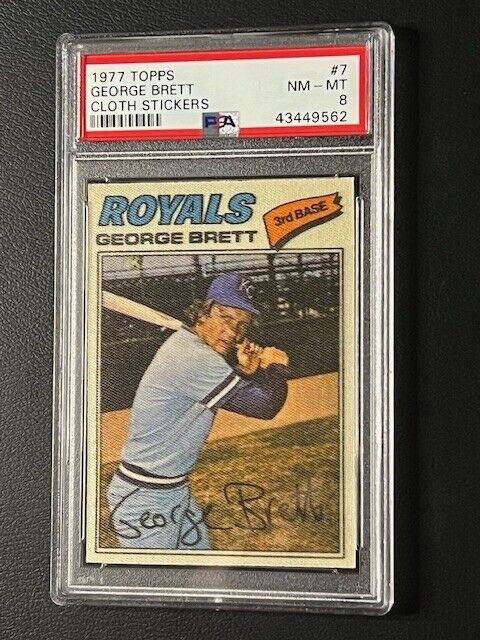 1977 TOPPS #7
GEORGE BRETT NM - MT
CLOTH STICKERS 8
PSA 43449562
ROYALS
GEORGE BRETT 3rd BASE
KC
George Brett